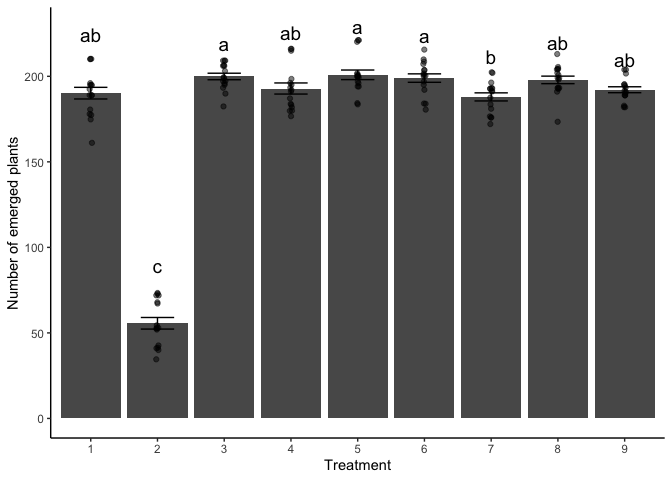 Number of emerged plants
200
150
100
50
0
ab
c
a
ab
a
a
b
ab
ab
1 2 3 4 5 6 7 8 9
Treatment